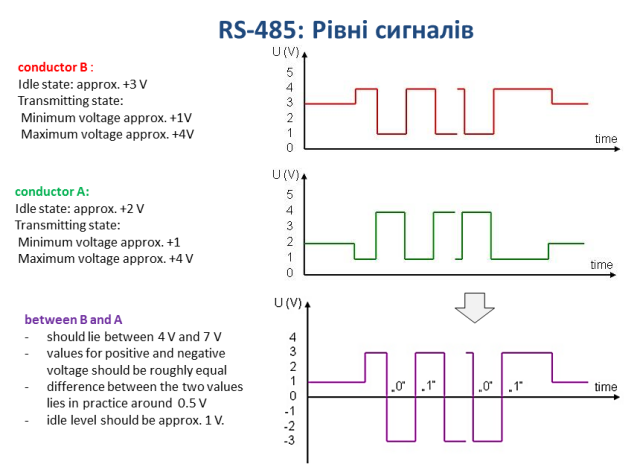 RS-485: Рівні сигналів
conductor B :
Idle state: approx. +3 V
Transmitting state:
Minimum voltage approx. +1V
Maximum voltage approx. +4V
U (V)
5
4
3
2
1
0
time
conductor A:
Idle state: approx. +2 V
Transmitting state:
Minimum voltage approx. +1
Maximum voltage approx. +4 V
U (V)
5
4
3
2
1
0
time
between B and A
- should lie between 4 V and 7 V
- values for positive and negative
voltage should be roughly equal
- difference between the two values
lies in practice around 0.5 V
- idle level should be approx. 1 V.
U (V)
4
3
2
1
0
-1
-2
-3
„0“ „1“ „0“ „1“
time